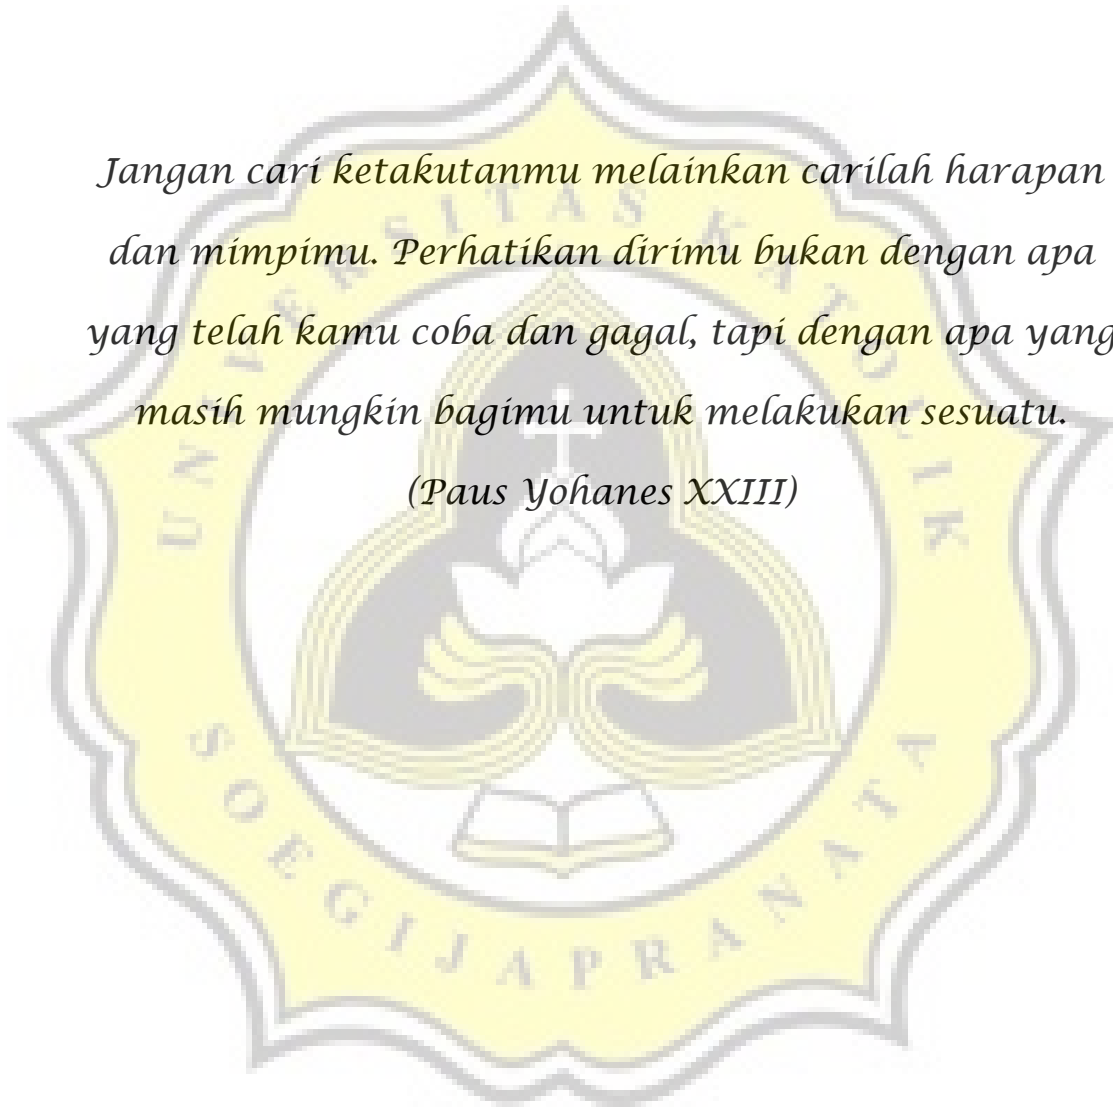 Jangan cari ketakutanmu melainkan carilah harapan
dan mimpimu. Perhatikan dirimu bukan dengan apa
yang telah kamu coba dan gagal, tapi dengan apa yang
masih mungkin bagimu untuk melakukan sesuatu.
(Paus Yohanes XXIII)
UNIVERSITAS KATOLIK
SOEGIJAPRANATA